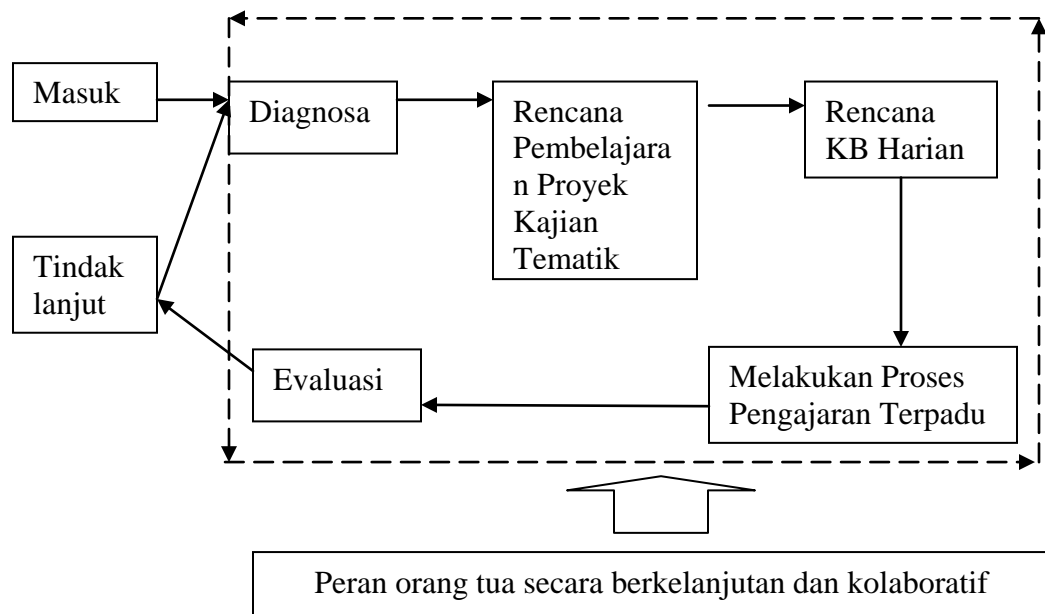 Masuk
Diagnosa
Rencana
Pembelajara
n Proyek
Kajian
Tematik
Rencana
KB Harian
Tindak
lanjut
Evaluasi
Melakukan Proses
Pengajaran Terpadu
Peran orang tua secara berkelanjutan dan kolaboratif